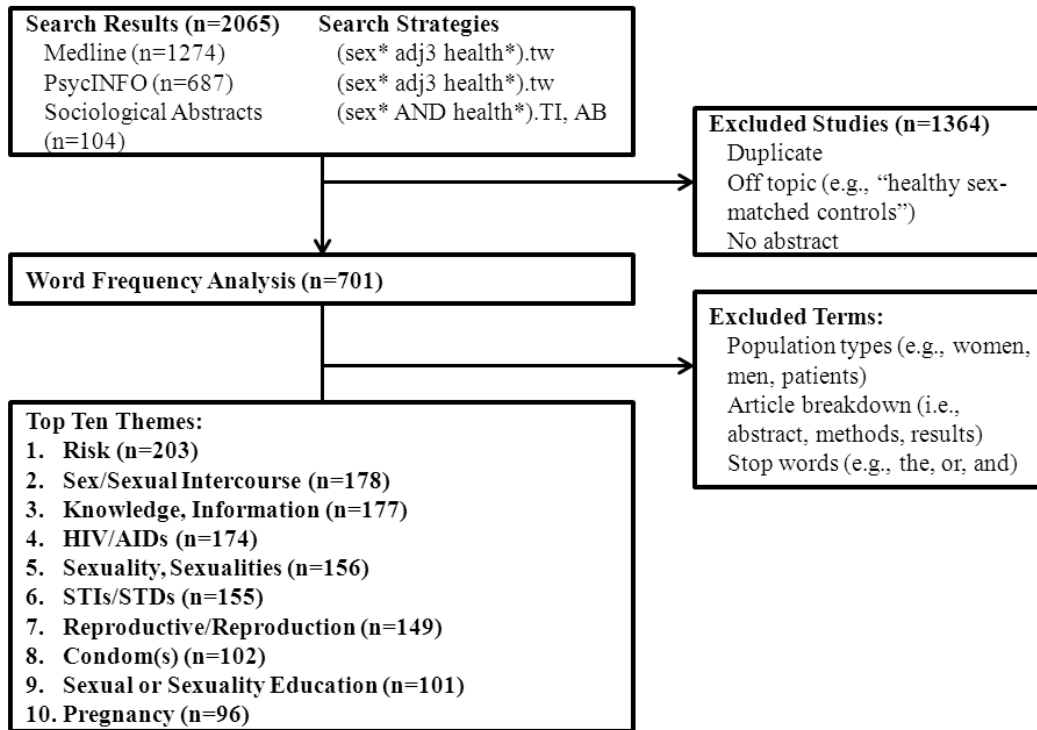 Search Results (n=2065)
Medline (n=1274)
PsycINFO (n=687)
Sociological Abstracts
(n=104)
Search Strategies
(sex* adj3 health*).tw
(sex* adj3 health*).tw
(sex* AND health*).TI, AB
Excluded Studies (n=1364)
Duplicate
Off topic (e.g., “healthy sex-
matched controls”)
No abstract
Word Frequency Analysis (n=701)
Excluded Terms:
Population types (e.g., women,
men, patients)
Article breakdown (i.e.,
abstract, methods, results)
Stop words (e.g., the, or, and)
Top Ten Themes:
1. Risk (n=203)
2. Sex/Sexual Intercourse (n=178)
3. Knowledge, Information (n=177)
4. HIV/AIDs (n=174)
5. Sexuality, Sexualities (n=156)
6. STIs/STDs (n=155)
7. Reproductive/Reproduction (n=149)
8. Condom(s) (n=102)
9. Sexual or Sexuality Education (n=101)
10. Pregnancy (n=96)